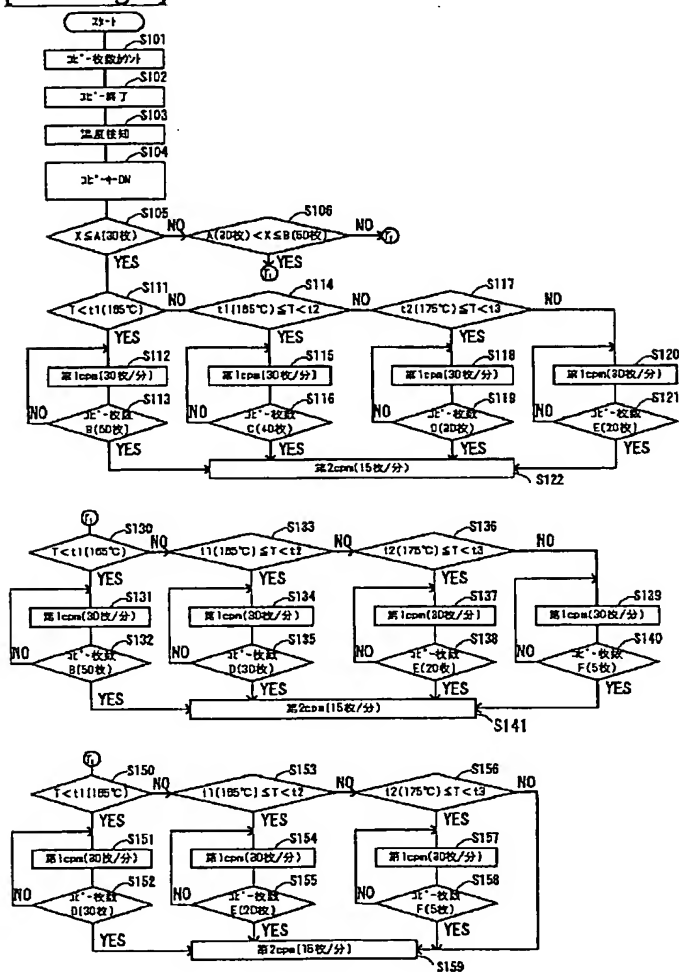 スタート
S101
コピー枚数カウント
S102
コピー終了
S103
温度検知
S104
コピーキーON
S105
X≦A(30枚)
NO
S106
A(30枚)<X≦B(50枚)
NO
YES
YES
S111
T<t1(165℃)
NO
S114
t1(165℃)≦T<t2
NO
S117
t2(175℃)≦T<t3
NO
YES
YES
YES
S112
第1cpm(30枚/分)
S115
第1cpm(30枚/分)
S118
第1cpm(30枚/分)
S120
第1cpm(30枚/分)
S113
NO
コピー枚数
B(50枚)
YES
S116
NO
コピー枚数
C(40枚)
YES
S119
NO
コピー枚数
D(30枚)
YES
S121
NO
コピー枚数
E(20枚)
YES
第2cpm(15枚/分)
S122
S130
T<t1(165℃)
NO
S133
t1(165℃)≦T<t2
NO
S136
t2(175℃)≦T<t3
NO
YES
YES
YES
S131
第1cpm(30枚/分)
S134
第1cpm(30枚/分)
S137
第1cpm(30枚/分)
S139
第1cpm(30枚/分)
S132
NO
コピー枚数
B(50枚)
YES
S135
NO
コピー枚数
D(30枚)
YES
S138
NO
コピー枚数
E(20枚)
YES
S140
NO
コピー枚数
F(5枚)
YES
第2cpm(15枚/分)
S141
S150
T<t1(165℃)
NO
S153
t1(165℃)≦T<t2
NO
S156
t2(175℃)≦T<t3
NO
YES
YES
YES
S151
第1cpm(30枚/分)
S154
第1cpm(30枚/分)
S157
第1cpm(30枚/分)
S152
NO
コピー枚数
D(30枚)
YES
S155
NO
コピー枚数
E(20枚)
YES
S158
NO
コピー枚数
F(5枚)
YES
第2cpm(15枚/分)
S159